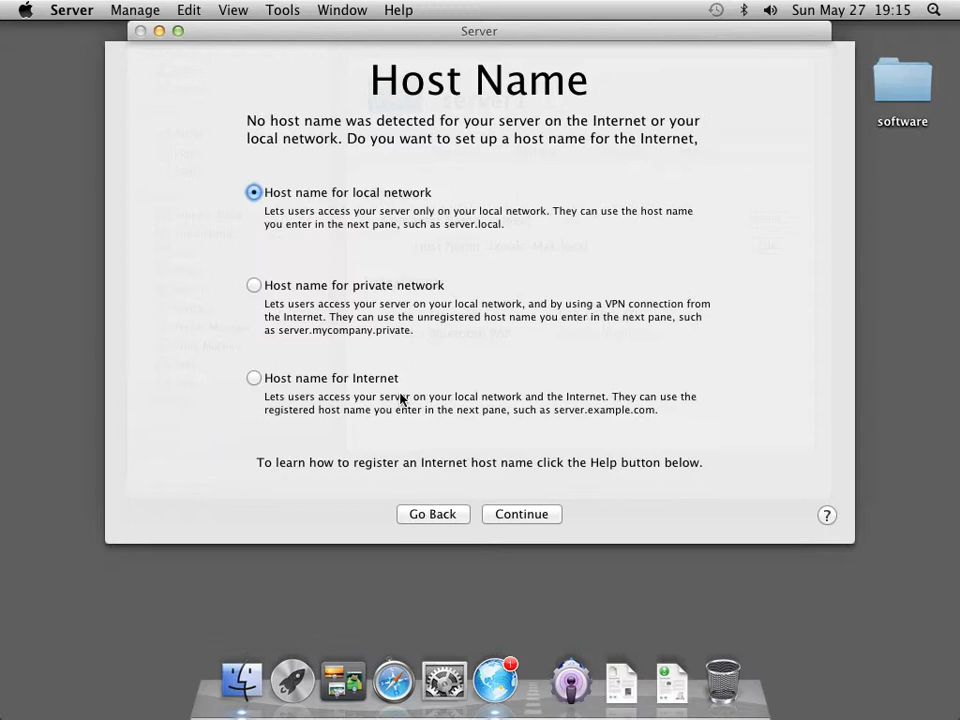 Server Manage Edit View Tools Window Help Sun May 27 19:15
Server
Host Name
No host name was detected for your server on the Internet or your
local network. Do you want to set up a host name for the Internet,
software
Host name for local network
Lets users access your server only on your local network. They can use the host name
you enter in the next pane, such as server.local.
Host name for private network
Lets users access your server on your local network, and by using a VPN connection from
the Internet. They can use the unregistered host name you enter in the next pane, such
as server.mycompany.private.
Host name for Internet
Lets users access your server on your local network and the Internet. They can use the
registered host name you enter in the next pane, such as server.example.com.
To learn how to register an Internet host name click the Help button below.
Go Back Continue ?